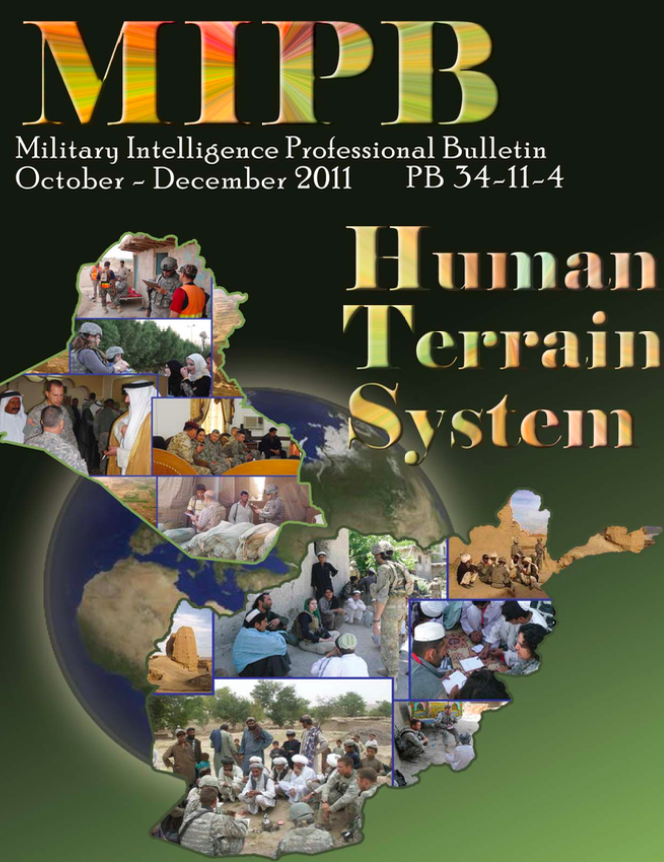 MIPB
Military Intelligence Professional Bulletin
October - December 2011 PB 34-11-4
Human
Terrain
System